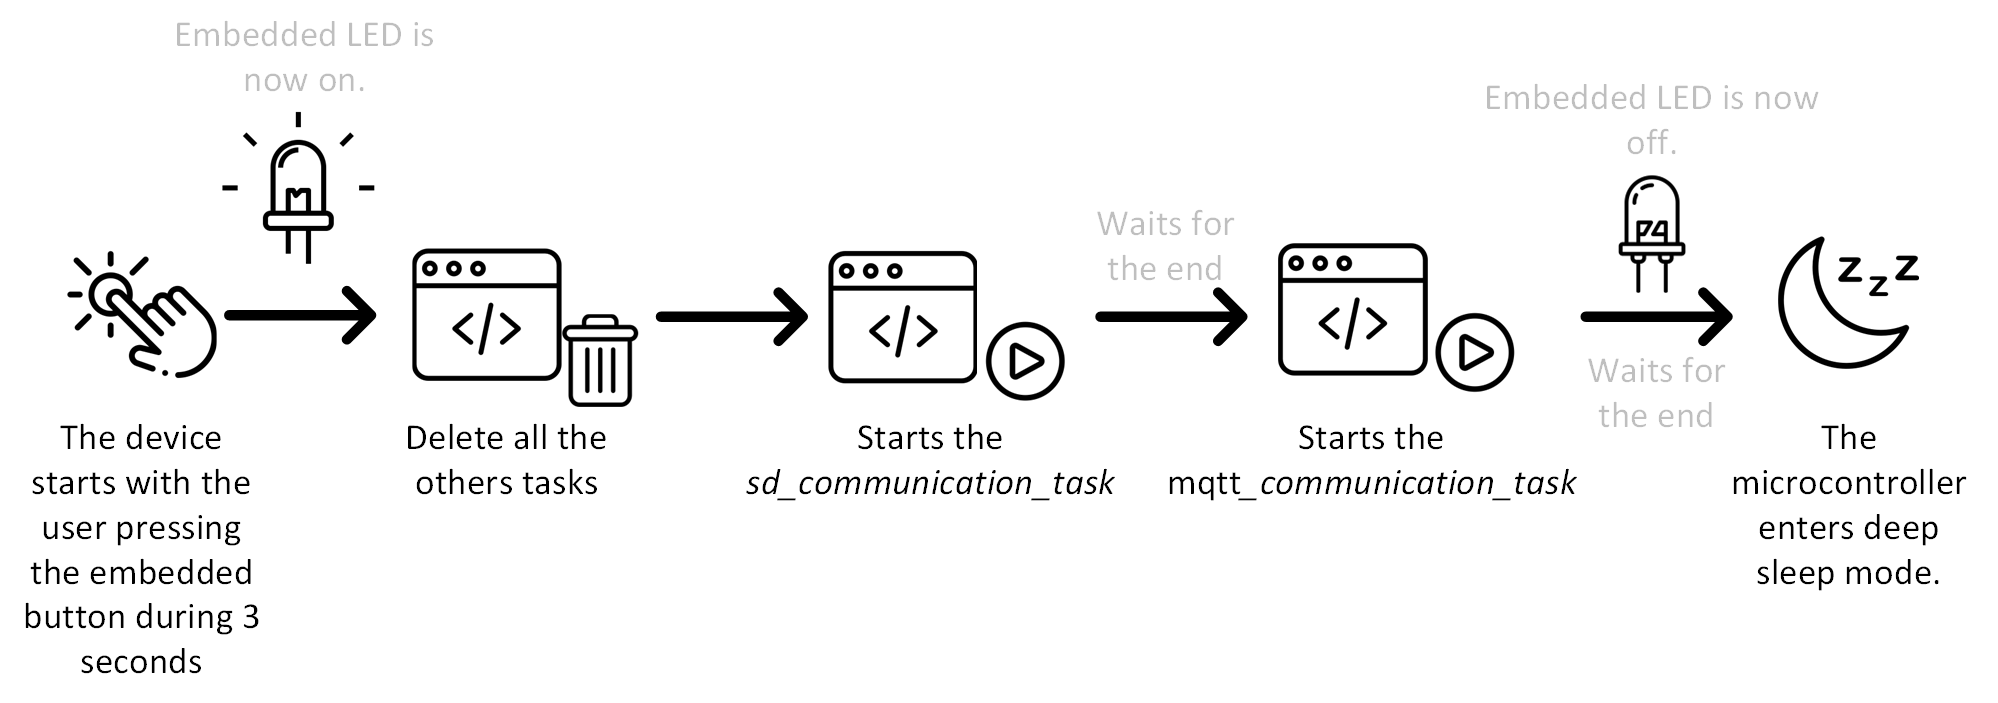 Embedded LED is
now on.
The device
starts with the
user pressing
the embedded
button during 3
seconds
Delete all the
others tasks
Starts the
sd_communication_task
Waits for
the end
Starts the
mqtt_communication_task
Embedded LED is now
off.
Waits for
the end
z z z
The
microcontroller
enters deep
sleep mode.